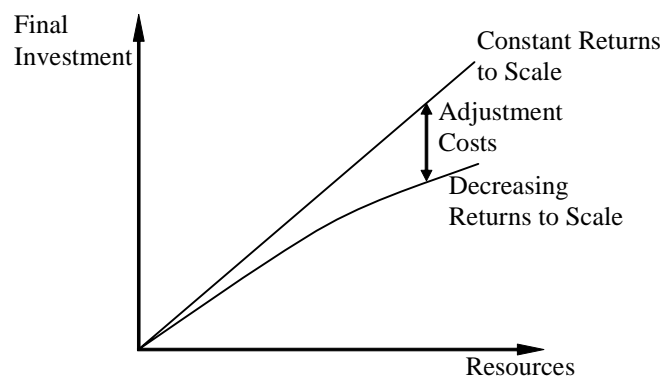 Final
Investment
Constant Returns
to Scale
Adjustment
Costs
Decreasing
Returns to Scale
Resources